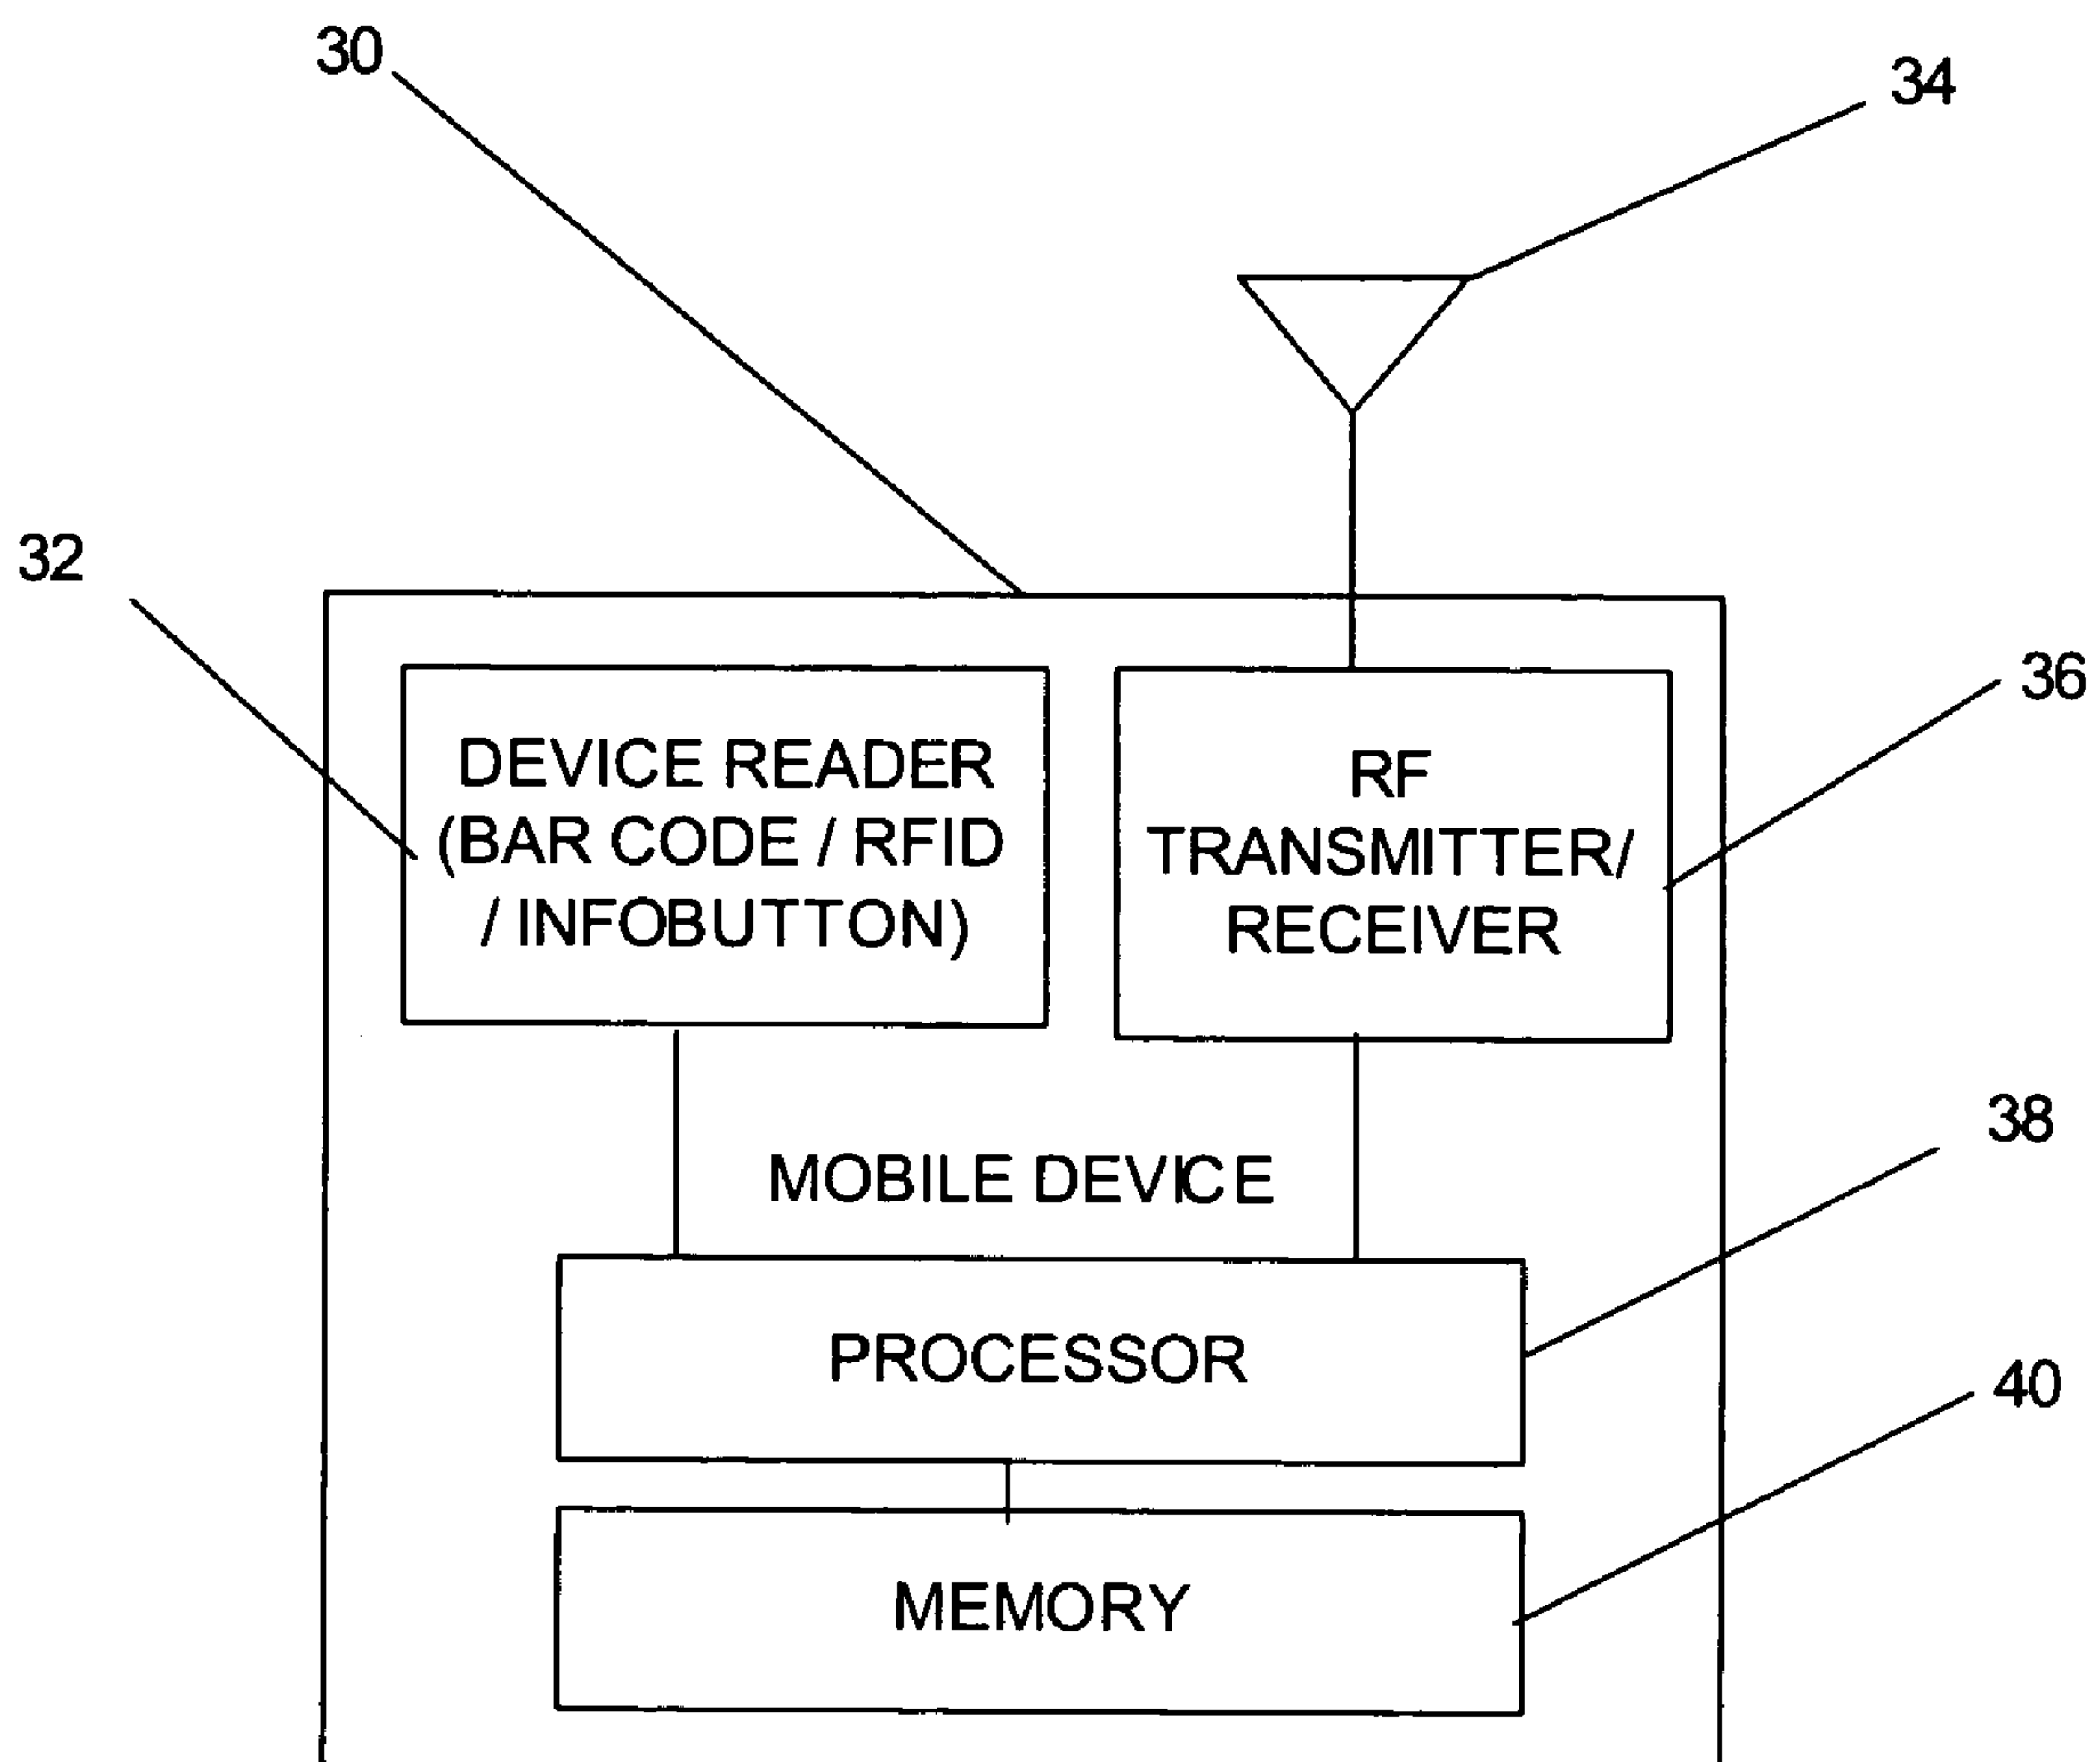 30
34
32
36
DEVICE READER
(BAR CODE / RFID
/ INFOBUTTON)
RF
TRANSMITTER/
RECEIVER
38
MOBILE DEVICE
PROCESSOR
40
MEMORY